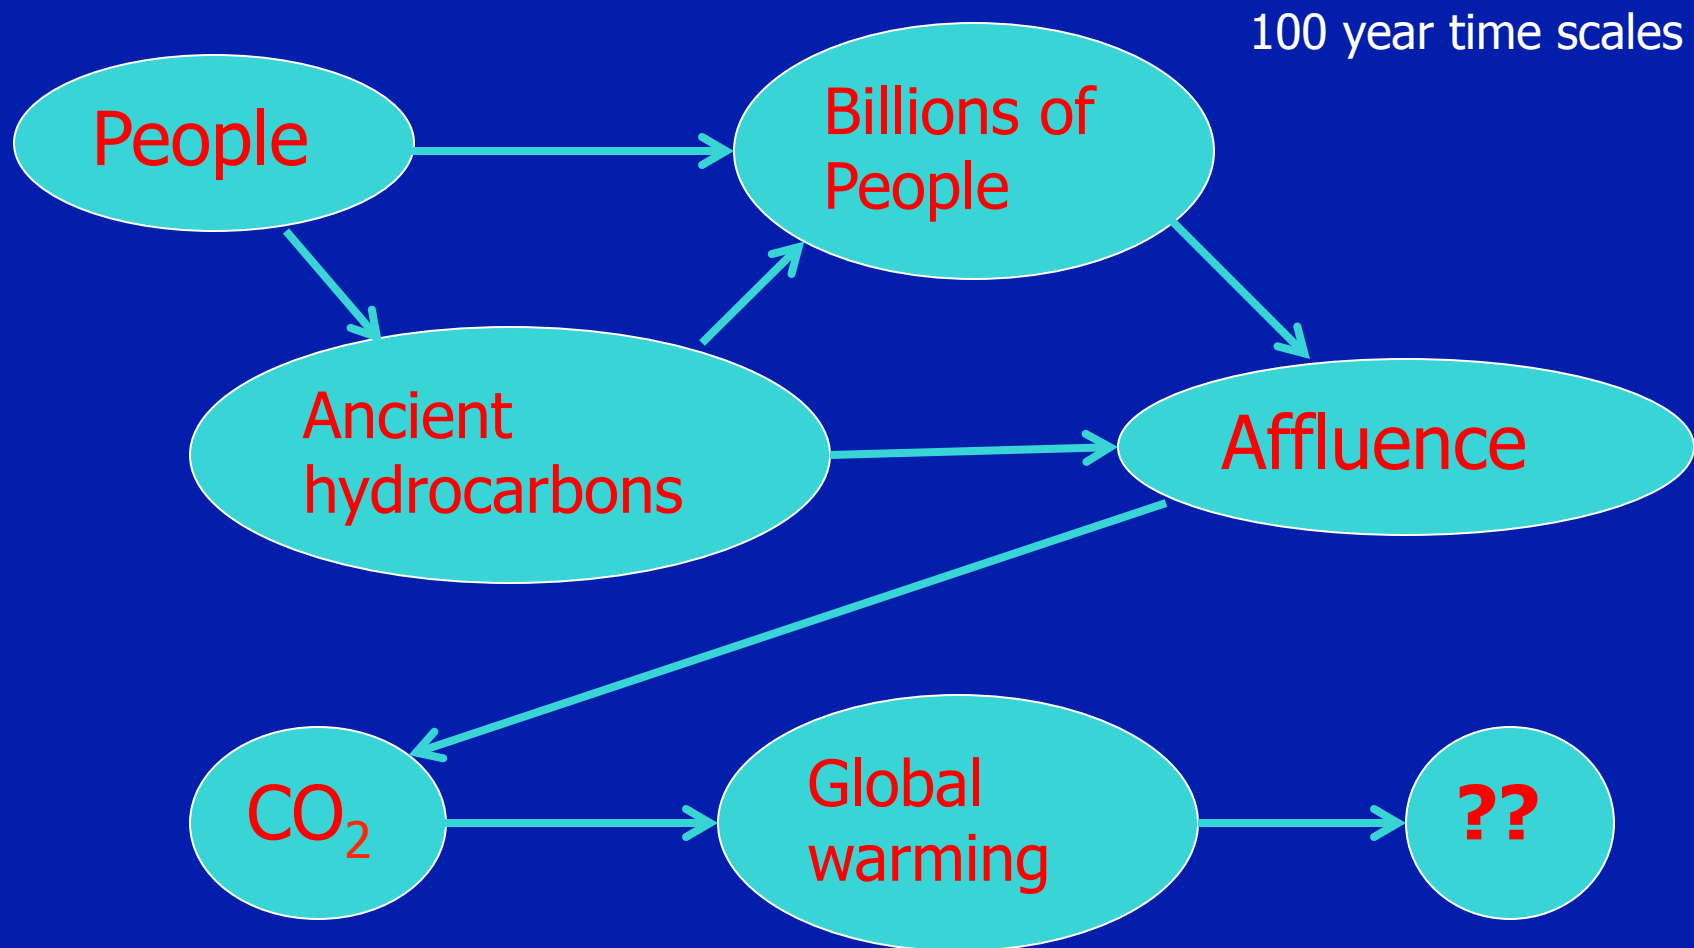 100 year time scales
People
Billions of
People
Ancient
hydrocarbons
Affluence
CO₂
Global
warming
??